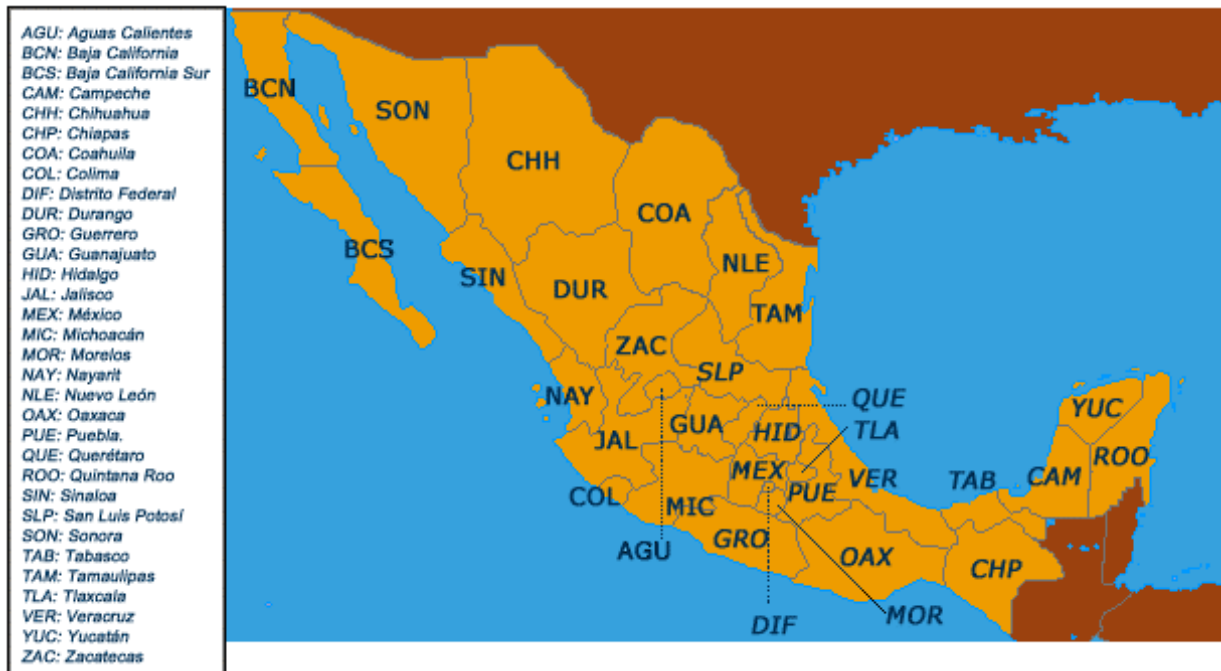 AGU: Aguas Calientes
BCN: Baja California
BCS: Baja California Sur
CAM: Campeche
CHH: Chihuahua
CHP: Chiapas
COA: Coahuila
COL: Colima
DIF: Distrito Federal
DUR: Durango
GRO: Guerrero
GUA: Guanajuato
HID: Hidalgo
JAL: Jalisco
MEX: México
MIC: Michoacán
MOR: Morelos
NAY: Nayarit
NLE: Nuevo León
OAX: Oaxaca
PUE: Puebla.
QUE: Querétaro
ROO: Quintana Roo
SIN: Sinaloa
SLP: San Luis Potosí
SON: Sonora
TAB: Tabasco
TAM: Tamaulipas
TLA: Tlaxcala
VER: Veracruz
YUC: Yucatán
ZAC: Zacatecas
BCN
SON
CHH
COA
BCS
SIN
DUR
NLE
TAM
ZAC
SLP
NAY
QUE
YUC
GUA
HID
TLA
JAL
ROO
MEX
VER
TAB
CAM
PUE
COL
MIC
GRO
AGU
OAX
CHP
MOR
DIF